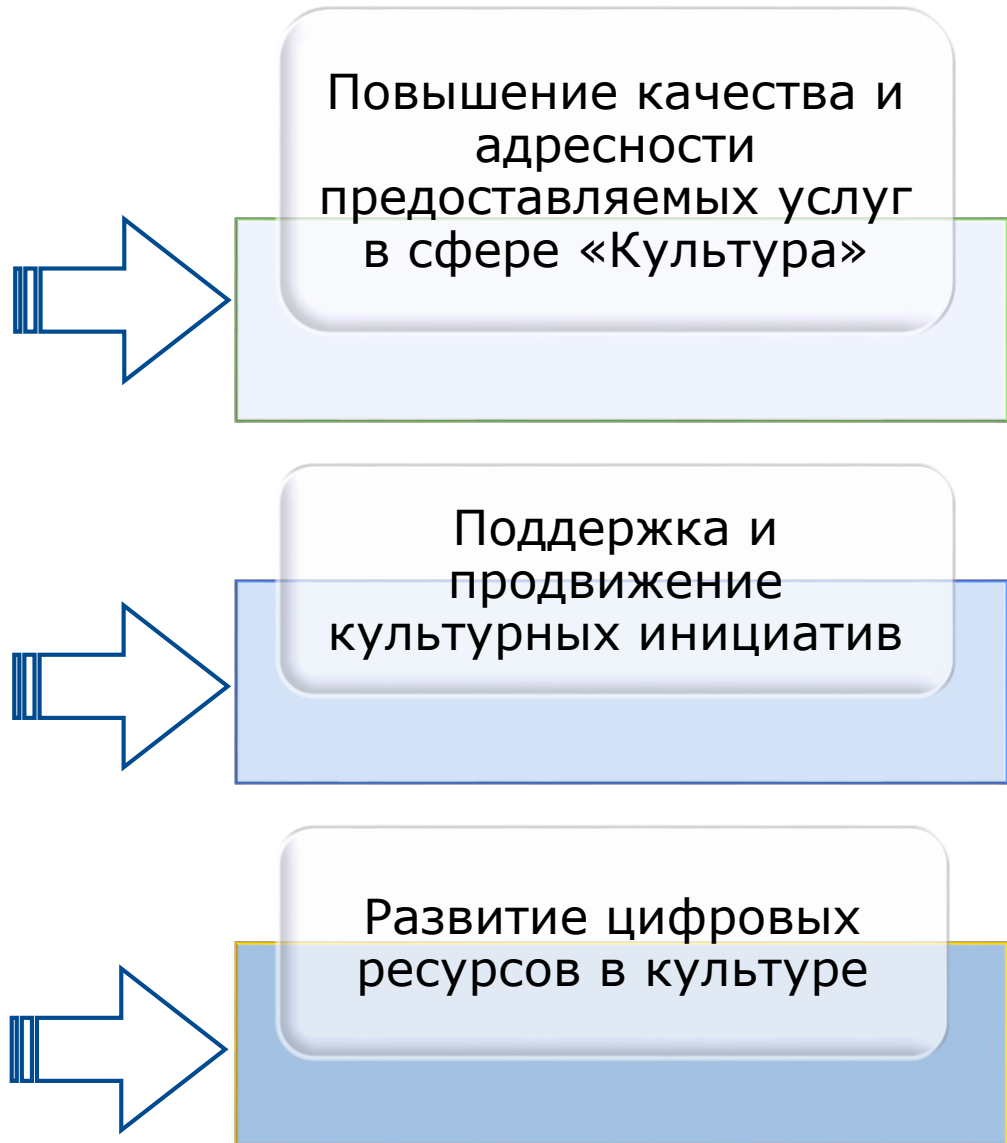 Повышение качества и
адресности
предоставляемых услуг
в сфере «Культура»
Поддержка и
продвижение
культурных инициатив
Развитие цифровых
ресурсов в культуре